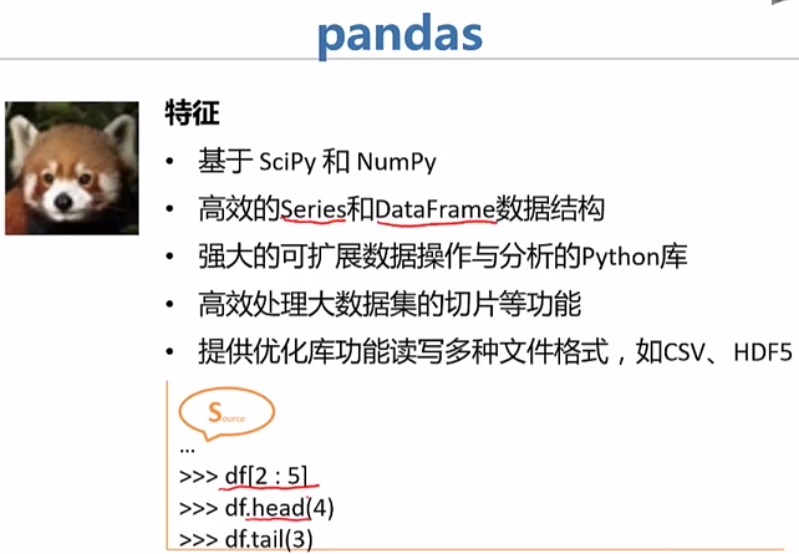 pandas
特征
• 基于 SciPy 和 NumPy
• 高效的Series和DataFrame数据结构
• 强大的可扩展数据操作与分析的Python库
• 高效处理大数据集的切片等功能
• 提供优化库功能读写多种文件格式，如CSV、HDF5
Source
...
>>> df[2 : 5]
>>> df.head(4)
>>> df.tail(3)